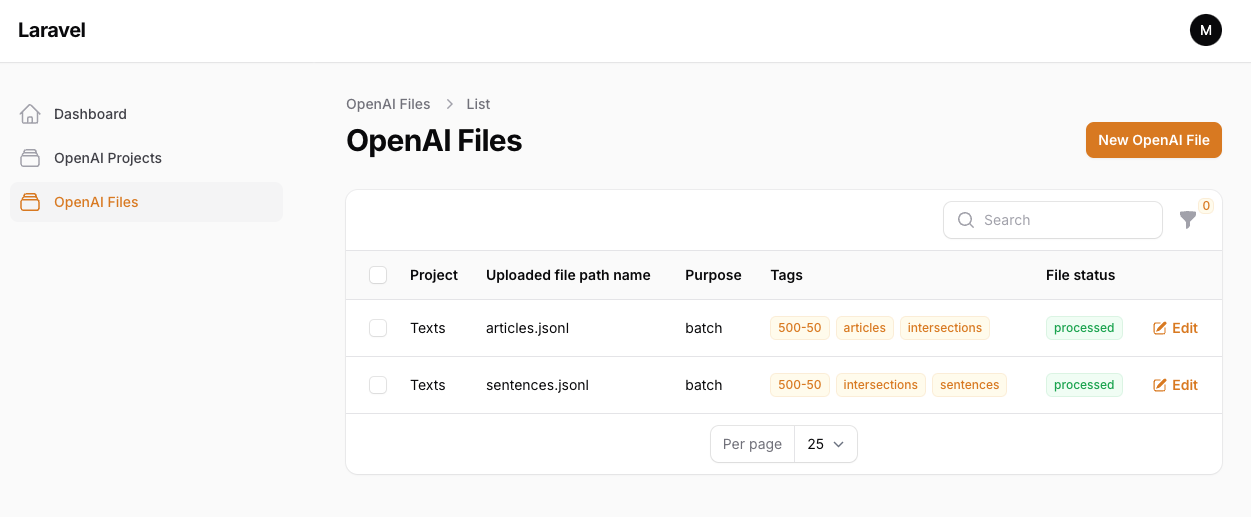 Laravel
M
Dashboard
OpenAI Projects
OpenAI Files
OpenAI Files > List
OpenAI Files
New OpenAI File
Search
0
Project Uploaded file path name Purpose Tags File status
Texts articles.jsonl batch 500-50 articles intersections processed Edit
Texts sentences.jsonl batch 500-50 intersections sentences processed Edit
Per page 25